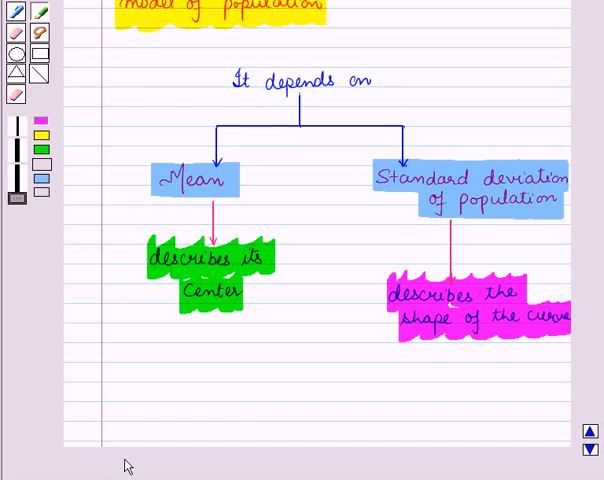 model of population
It depends on
Mean
Standard deviation
of population
describes its
Center
describes the
shape of the curve